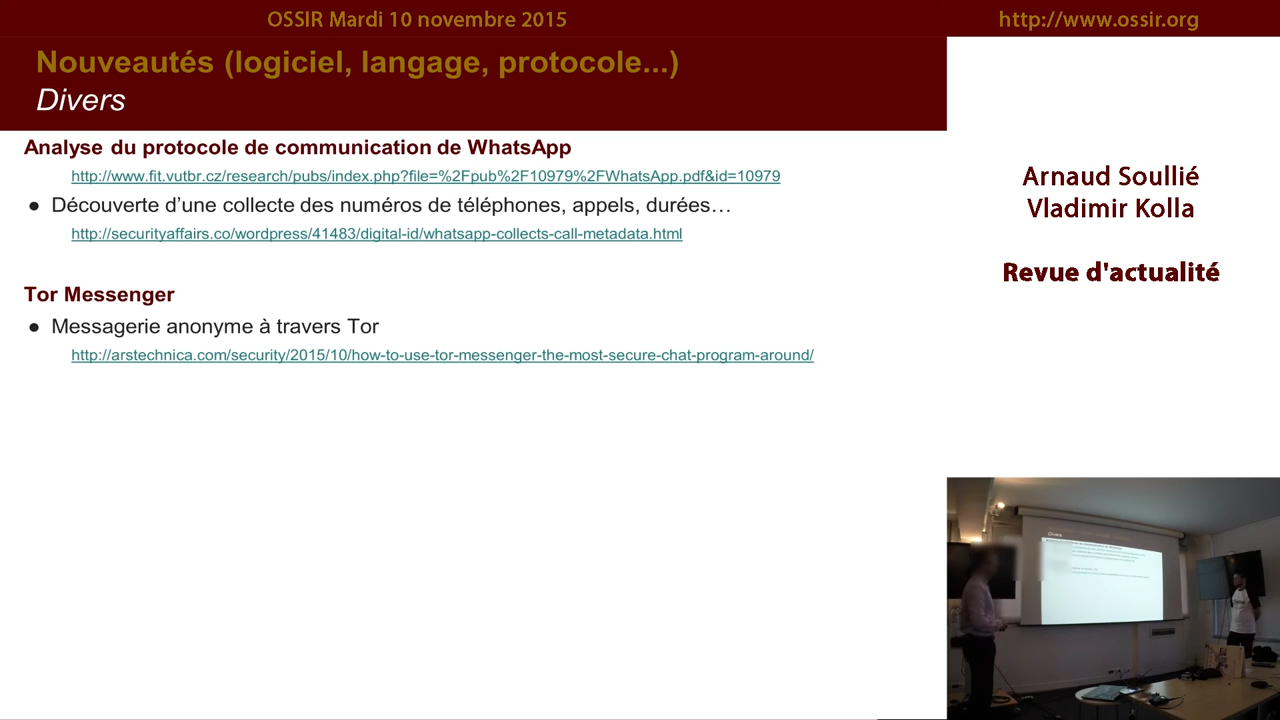 OSSIR Mardi 10 novembre 2015
http://www.ossir.org
Nouveautés (logiciel, langage, protocole...)
Divers
Analyse du protocole de communication de WhatsApp
http://www.fit.vutbr.cz/research/pubs/index.php?file=%2Fpub%2F10979%2FWhatsApp.pdf&id=10979
● Découverte d’une collecte des numéros de téléphones, appels, durées…
http://securityaffairs.co/wordpress/41483/digital-id/whatsapp-collects-call-metadata.html
Tor Messenger
● Messagerie anonyme à travers Tor
http://arstechnica.com/security/2015/10/how-to-use-tor-messenger-the-most-secure-chat-program-around/
Arnaud Soullié
Vladimir Kolla
Revue d'actualité
Divers